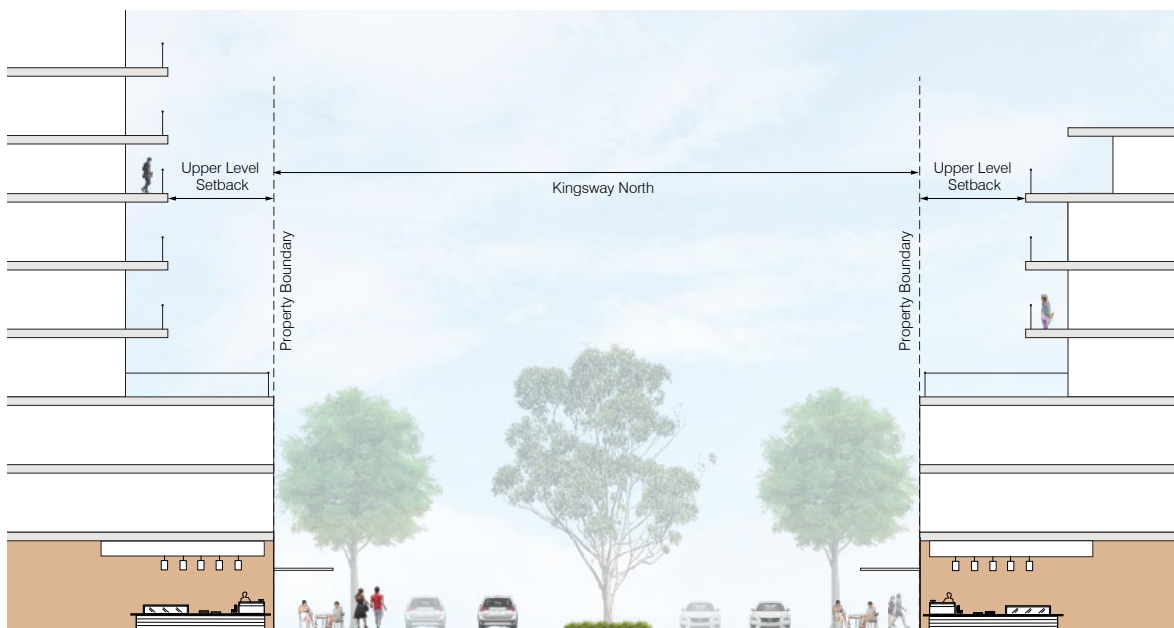 Upper Level
Setback
Kingsway North
Upper Level
Setback
Property Boundary
Property Boundary